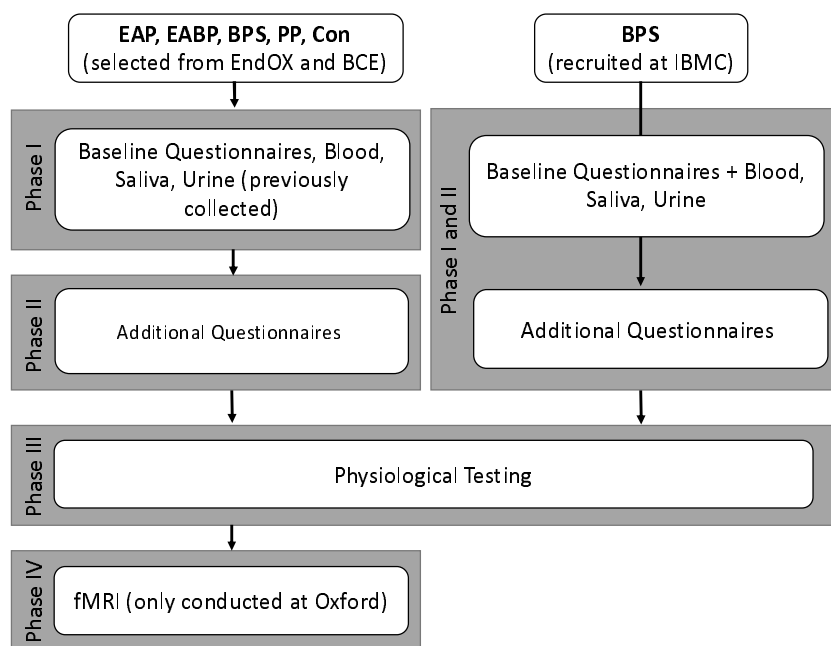 EAP, EABP, BPS, PP, Con
(selected from EndOX and BCE)
BPS
(recruited at IBMC)
Phase I
Baseline Questionnaires, Blood,
Saliva, Urine (previously
collected)
Phase I and II
Baseline Questionnaires + Blood,
Saliva, Urine
Phase II
Additional Questionnaires
Additional Questionnaires
Phase III
Physiological Testing
Phase IV
fMRI (only conducted at Oxford)